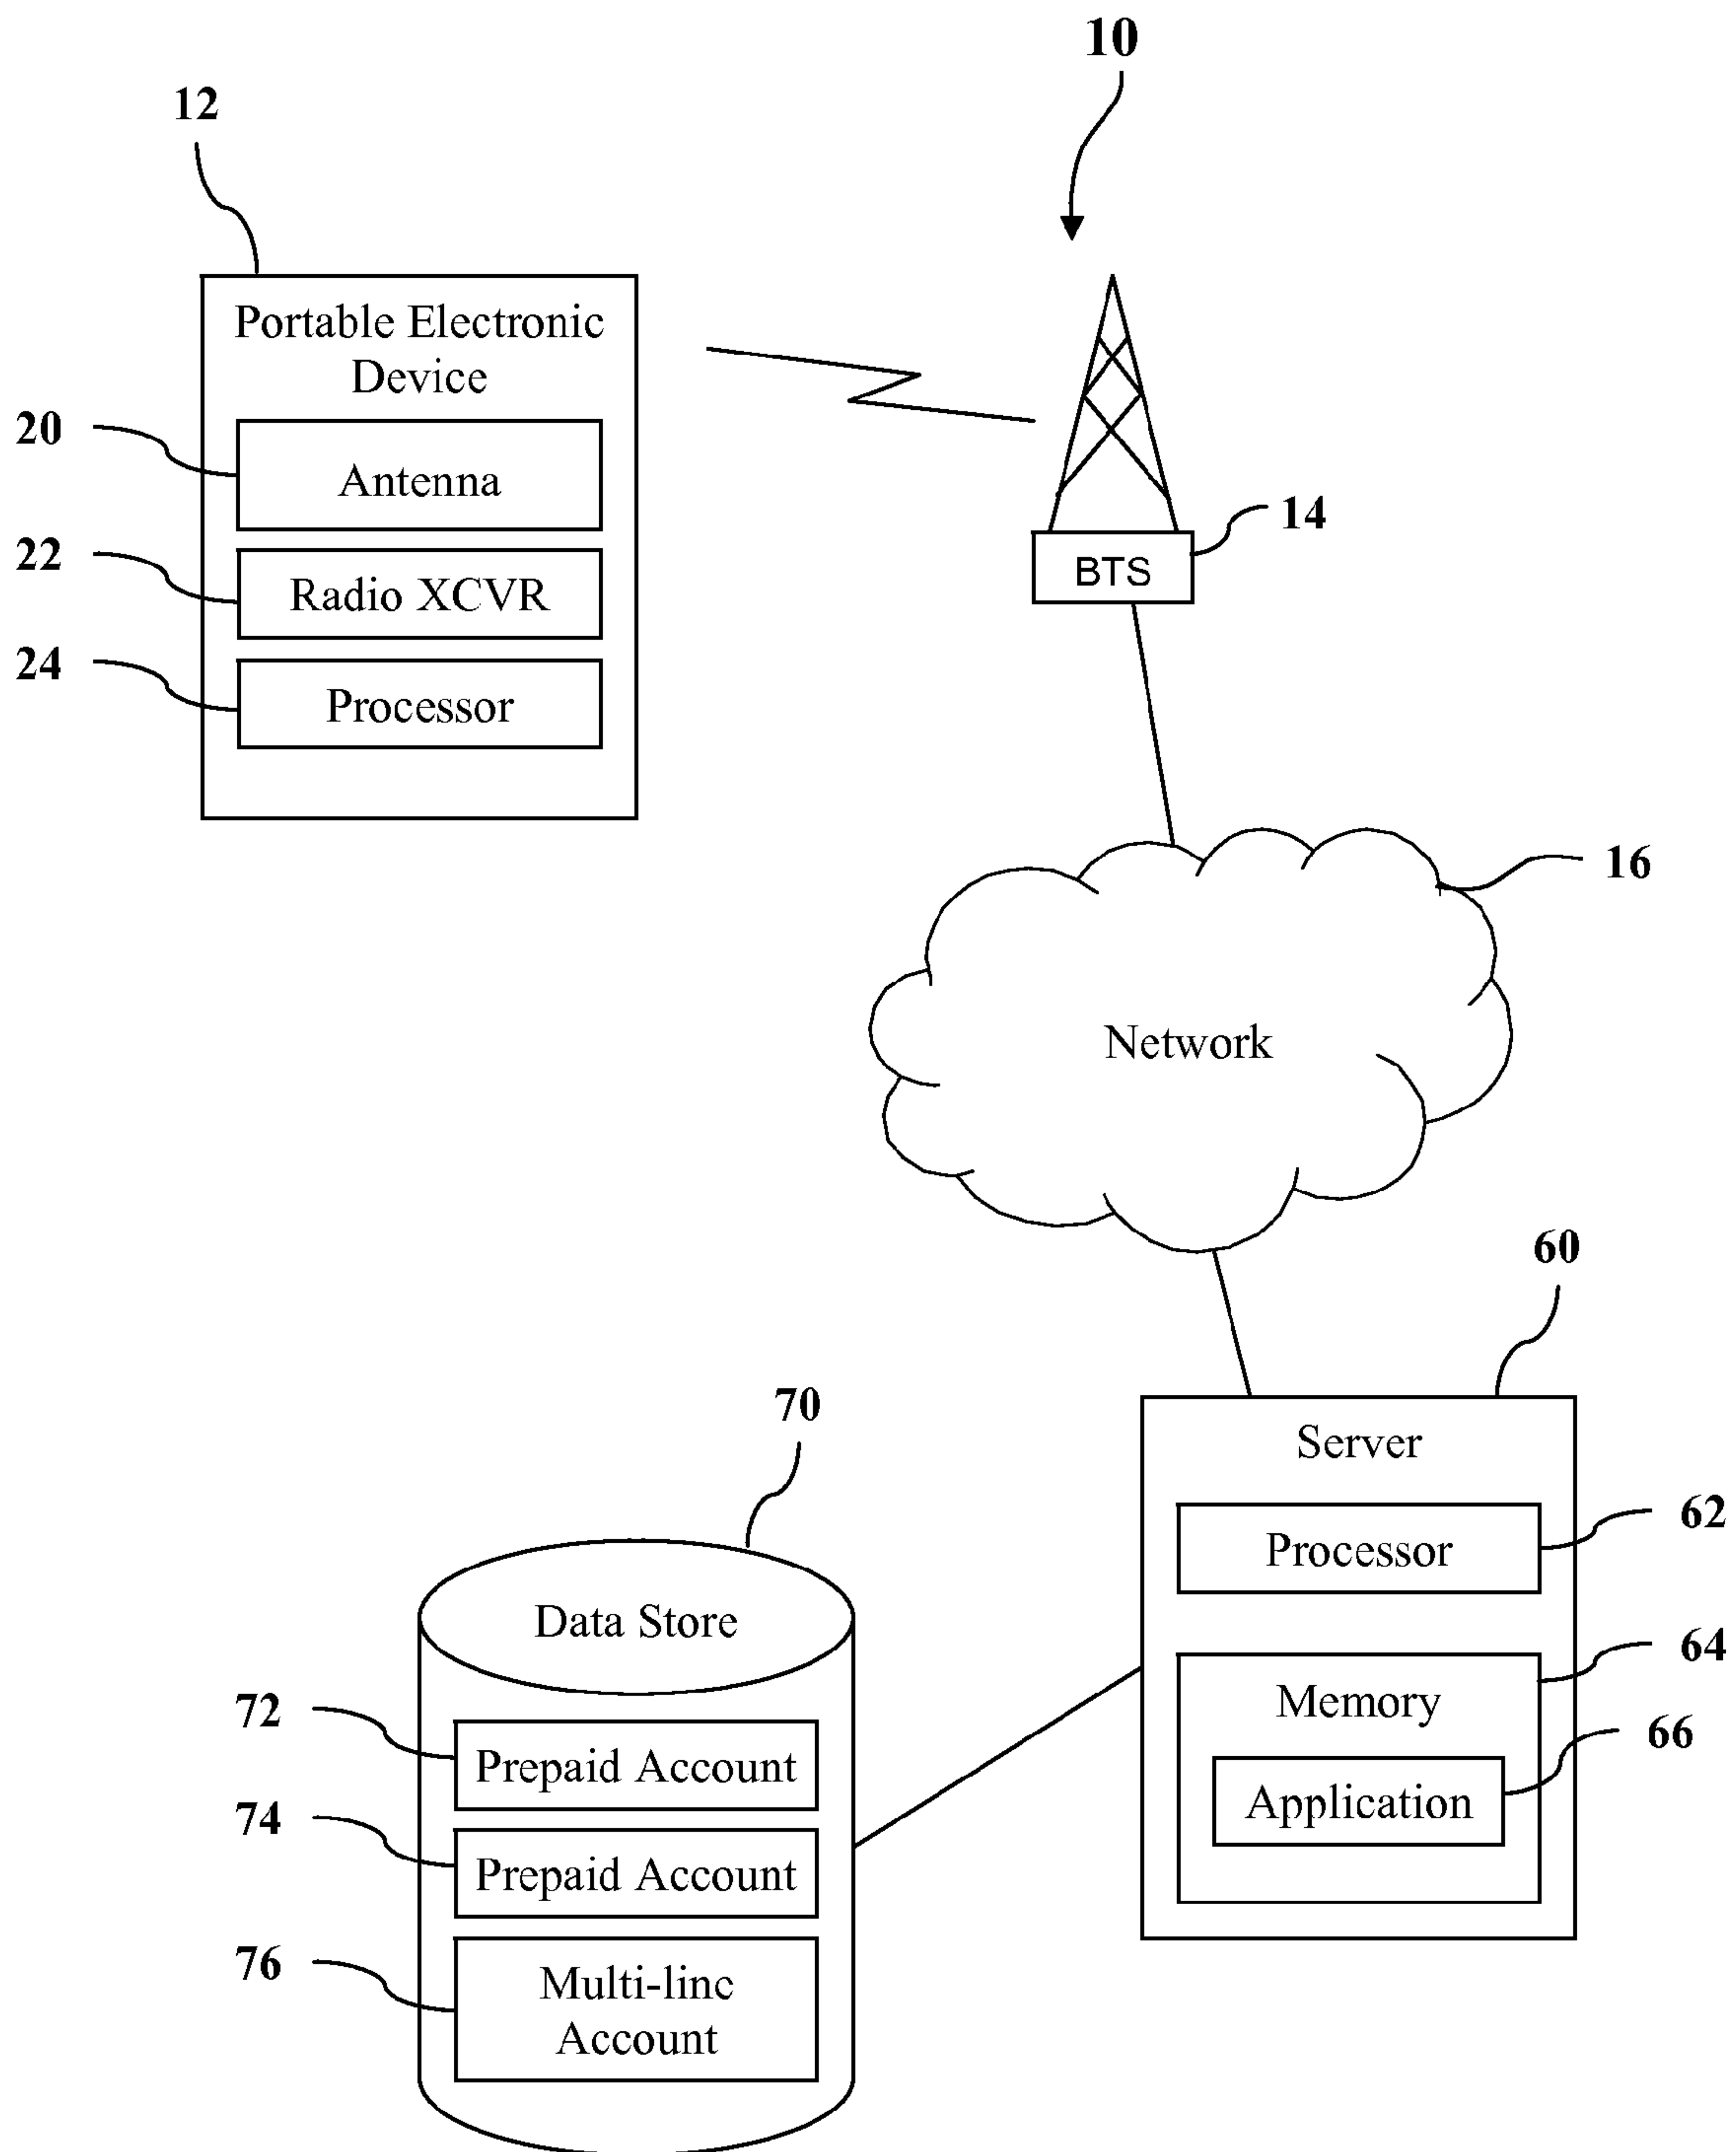 10
12
Portable Electronic
Device
20
Antenna
22
Radio XCVR
24
Processor
14
BTS
16
Network
60
Server
62
Processor
64
Memory
66
Application
70
Data Store
72
Prepaid Account
74
Prepaid Account
76
Multi-line
Account